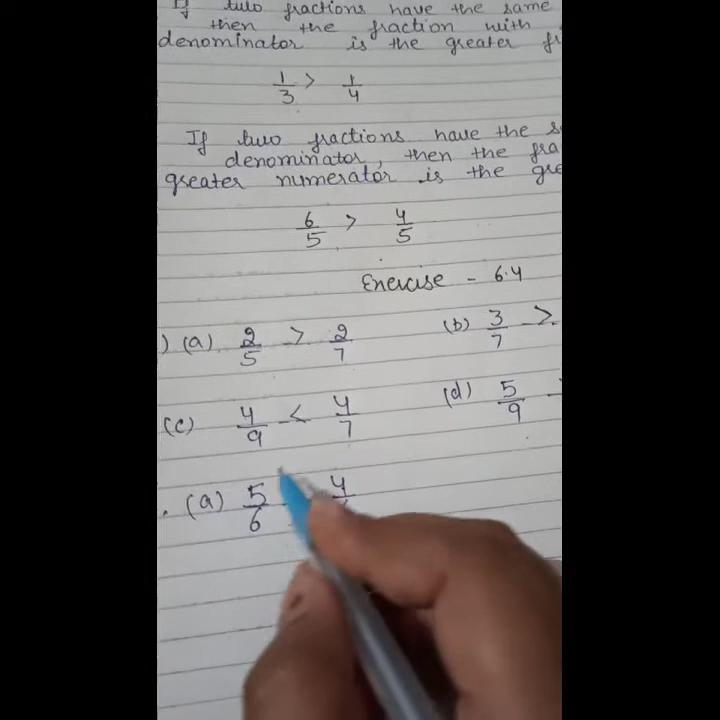 If two fractions have the same
then the fraction with
denominator is the greater
1/3 > 1/4
If two fractions have the
denominator, then the
greater numerator is the
6/5 > 4/5
Exercise - 6.4
) (a) 2/5 > 2/7 (b) 3/7 >
(c) 4/9 < 4/7 (d) 5/9
. (a) 5/6 4/